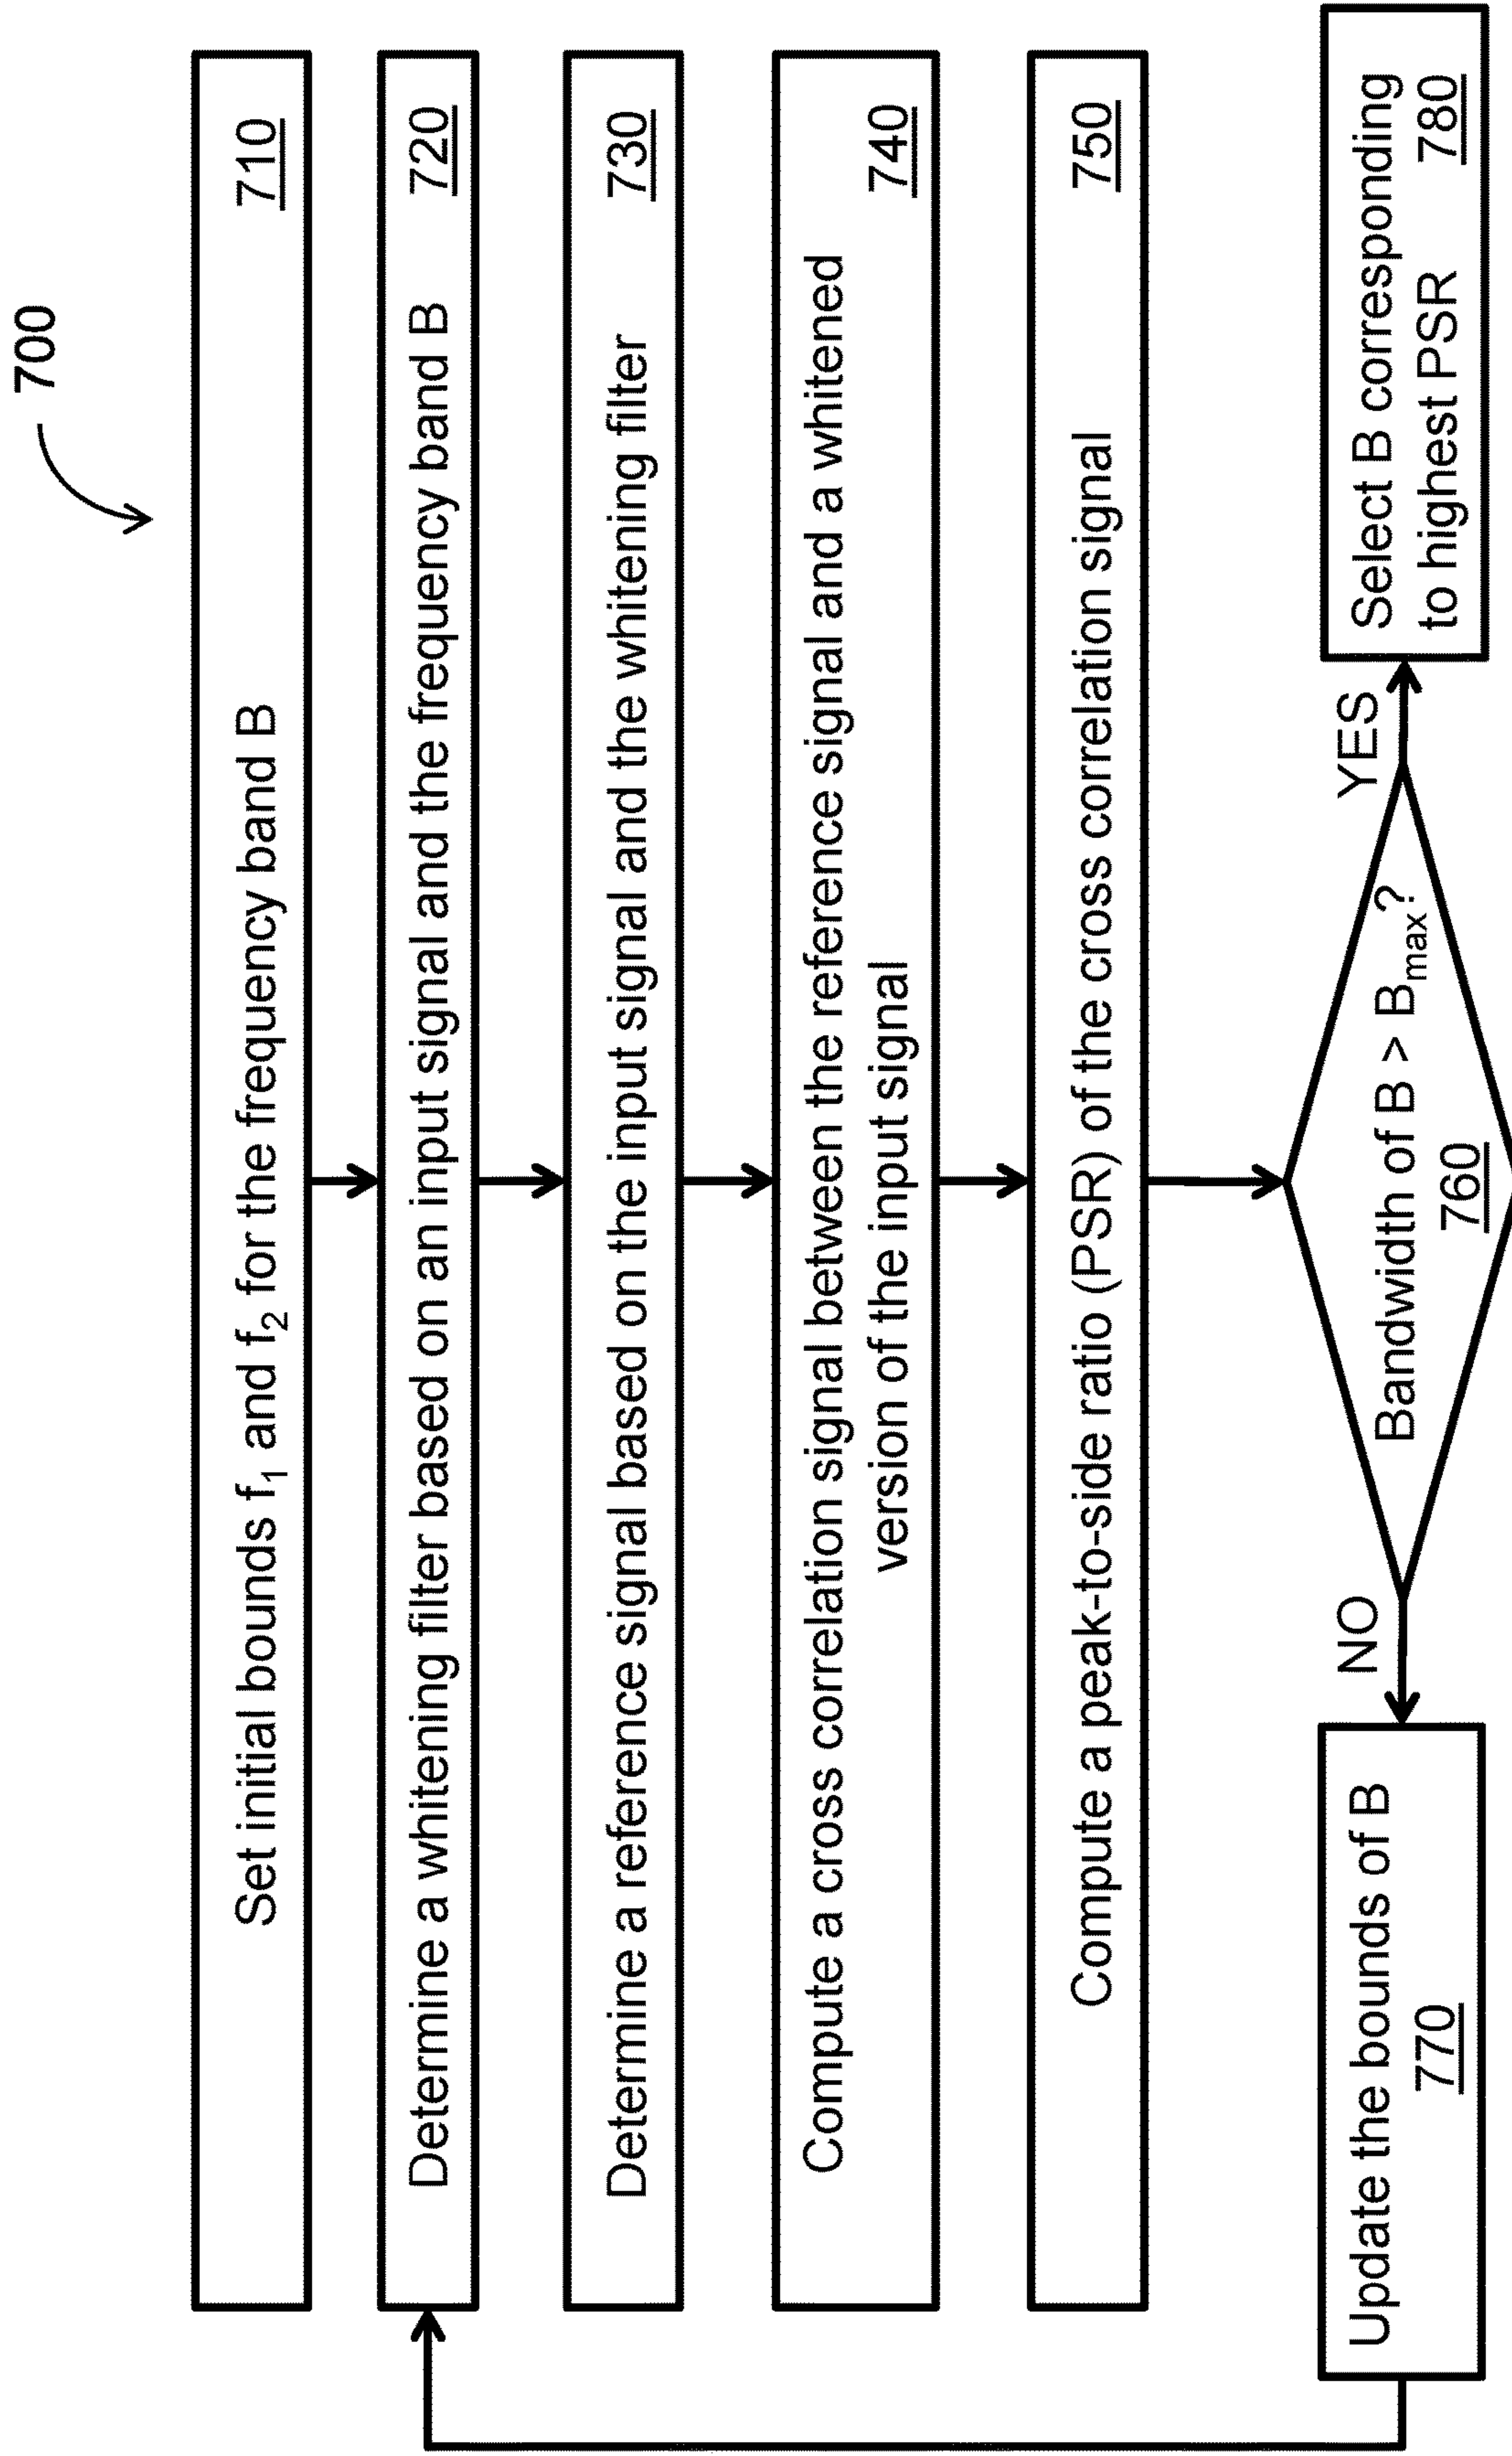 700
Set initial bounds f₁ and f₂ for the frequency band B 710
Determine a whitening filter based on an input signal and the frequency band B 720
Determine a reference signal based on the input signal and the whitening filter 730
Compute a cross correlation signal between the reference signal and a whitened 740
version of the input signal
Compute a peak-to-side ratio (PSR) of the cross correlation signal 750
Bandwidth of B > Bmax?
760
NO
YES
Update the bounds of B
770
Select B corresponding
to highest PSR 780